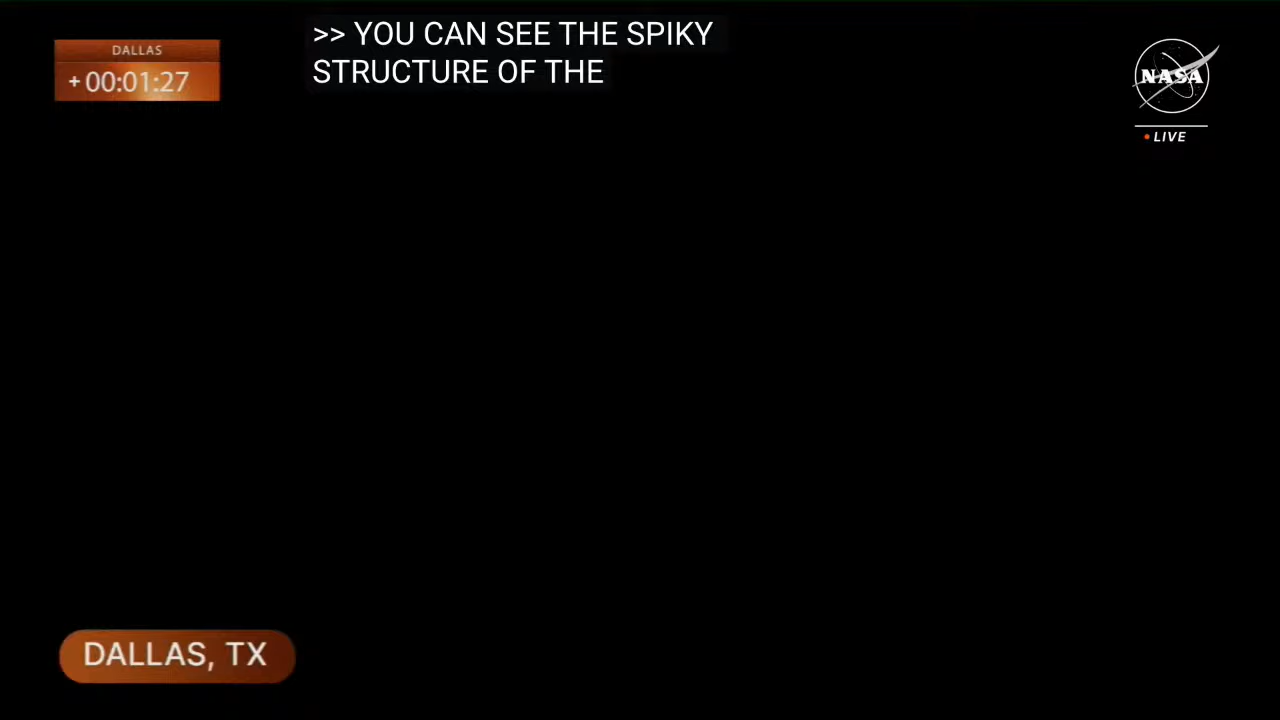 DALLAS
+ 00:01:27
>> YOU CAN SEE THE SPIKY
STRUCTURE OF THE
NASA
LIVE
DALLAS, TX